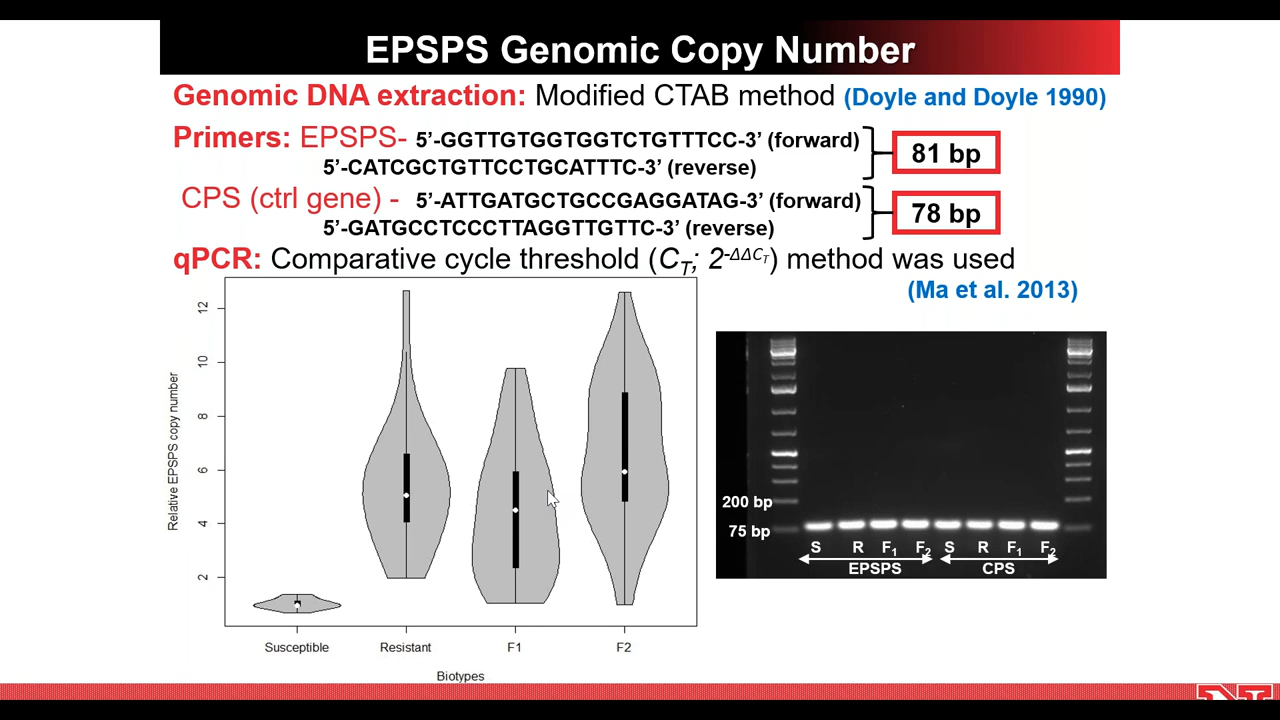 EPSPS Genomic Copy Number
Genomic DNA extraction: Modified CTAB method (Doyle and Doyle 1990)
Primers: EPSPS- 5’-GGTTGTGGTGGTCTGTTTCC-3’ (forward)
5’-CATCGCTGTTCCTGCATTTC-3’ (reverse)
81 bp
CPS (ctrl gene) - 5’-ATTGATGCTGCCGAGGATAG-3’ (forward)
5’-GATGCCTCCCTTAGGTTGTTC-3’ (reverse)
78 bp
qPCR: Comparative cycle threshold (CT; 2-ΔΔCT) method was used
(Ma et al. 2013)
Relative EPSPS copy number
12
10
8
6
4
2
Susceptible Resistant F1 F2
Biotypes
200 bp
75 bp
S R F1 F2 S R F1 F2
EPSPS CPS
N